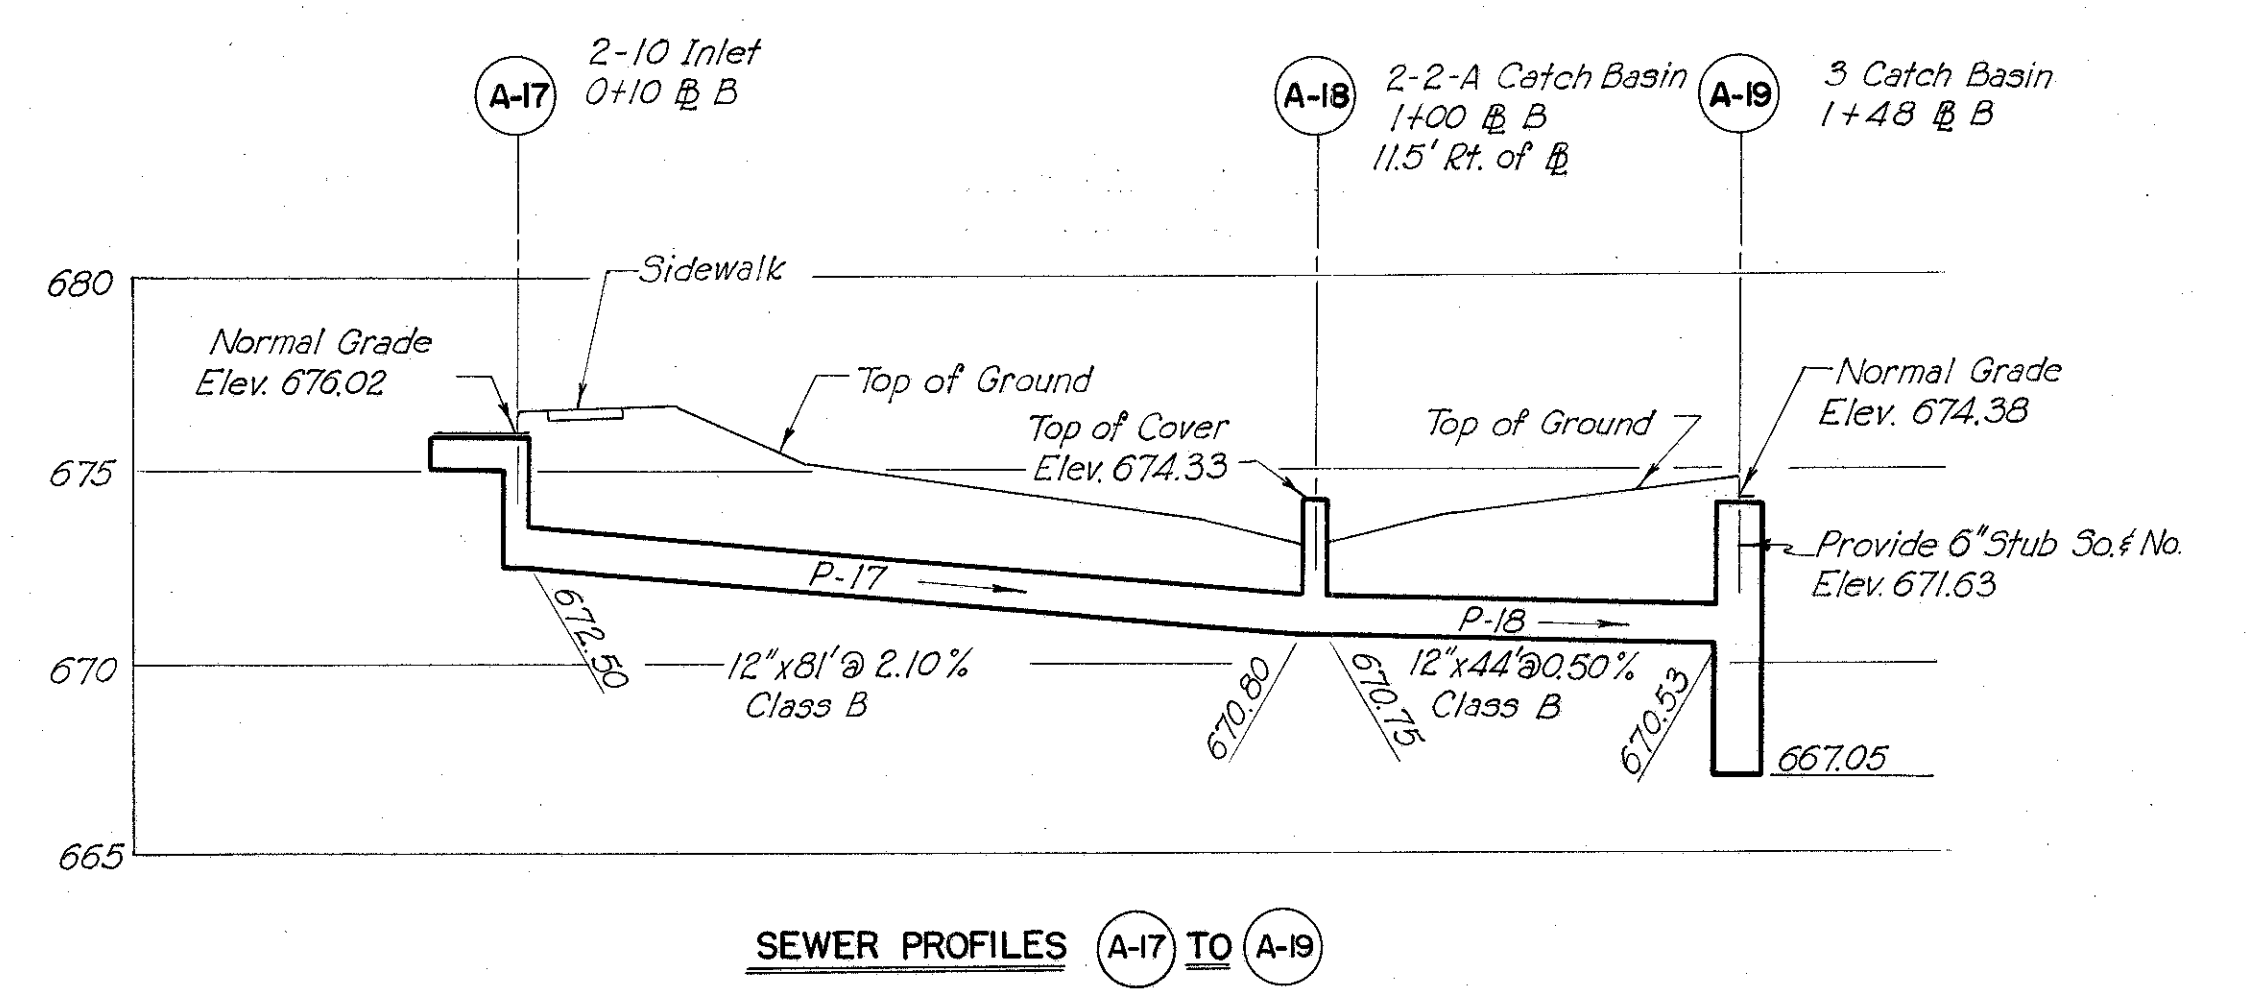 A-17
2-10 Inlet
0+10 BL B
A-18
2-2-A Catch Basin
1+00 BL B
11.5' Rt. of BL
A-19
3 Catch Basin
1+48 BL B
680
Sidewalk
Normal Grade
Elev. 676.02
Top of Ground
Top of Cover
Elev. 674.33
Top of Ground
Normal Grade
Elev. 674.38
675
Provide 6" Stub So. & No.
Elev. 671.63
P-17
P-18
672.50
670
12"x81'@ 2.10%
Class B
670.80
670.75
12"x44'@0.50%
Class B
670.53
667.05
665
SEWER PROFILES A-17 TO A-19